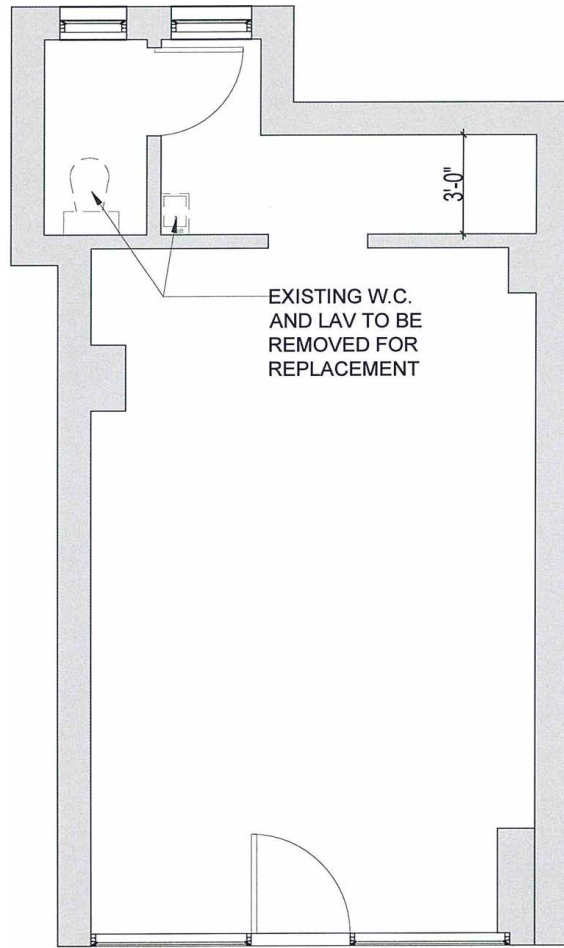 3'-0"
EXISTING W.C.
AND LAV TO BE
REMOVED FOR
REPLACEMENT